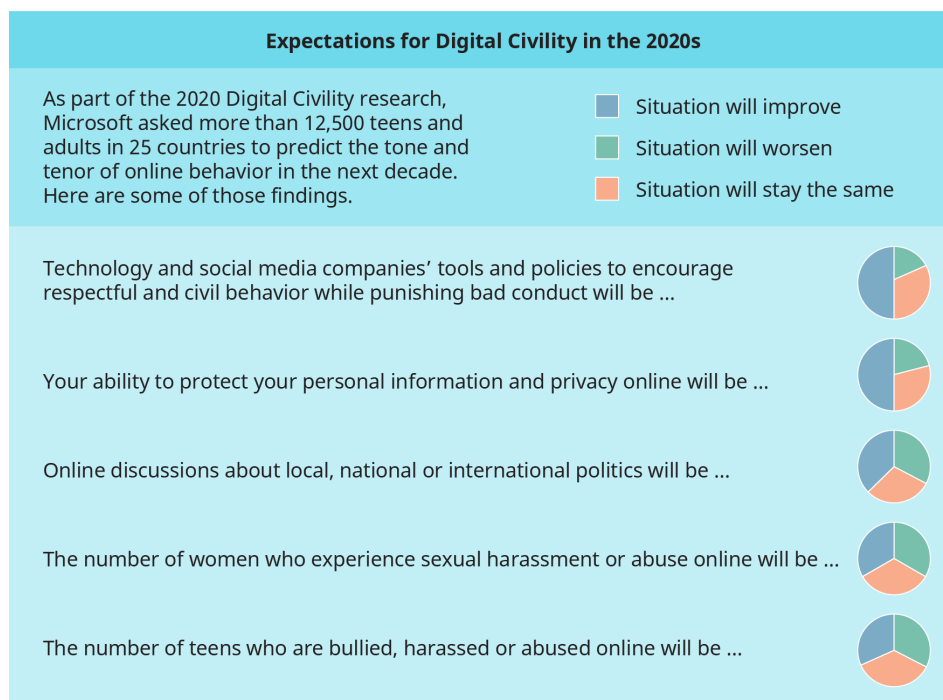 Expectations for Digital Civility in the 2020s
As part of the 2020 Digital Civility research,
Microsoft asked more than 12,500 teens and
adults in 25 countries to predict the tone and
tenor of online behavior in the next decade.
Here are some of those findings.
Situation will improve
Situation will worsen
Situation will stay the same
Technology and social media companies’ tools and policies to encourage
respectful and civil behavior while punishing bad conduct will be ...
Your ability to protect your personal information and privacy online will be ...
Online discussions about local, national or international politics will be ...
The number of women who experience sexual harassment or abuse online will be ...
The number of teens who are bullied, harassed or abused online will be ...